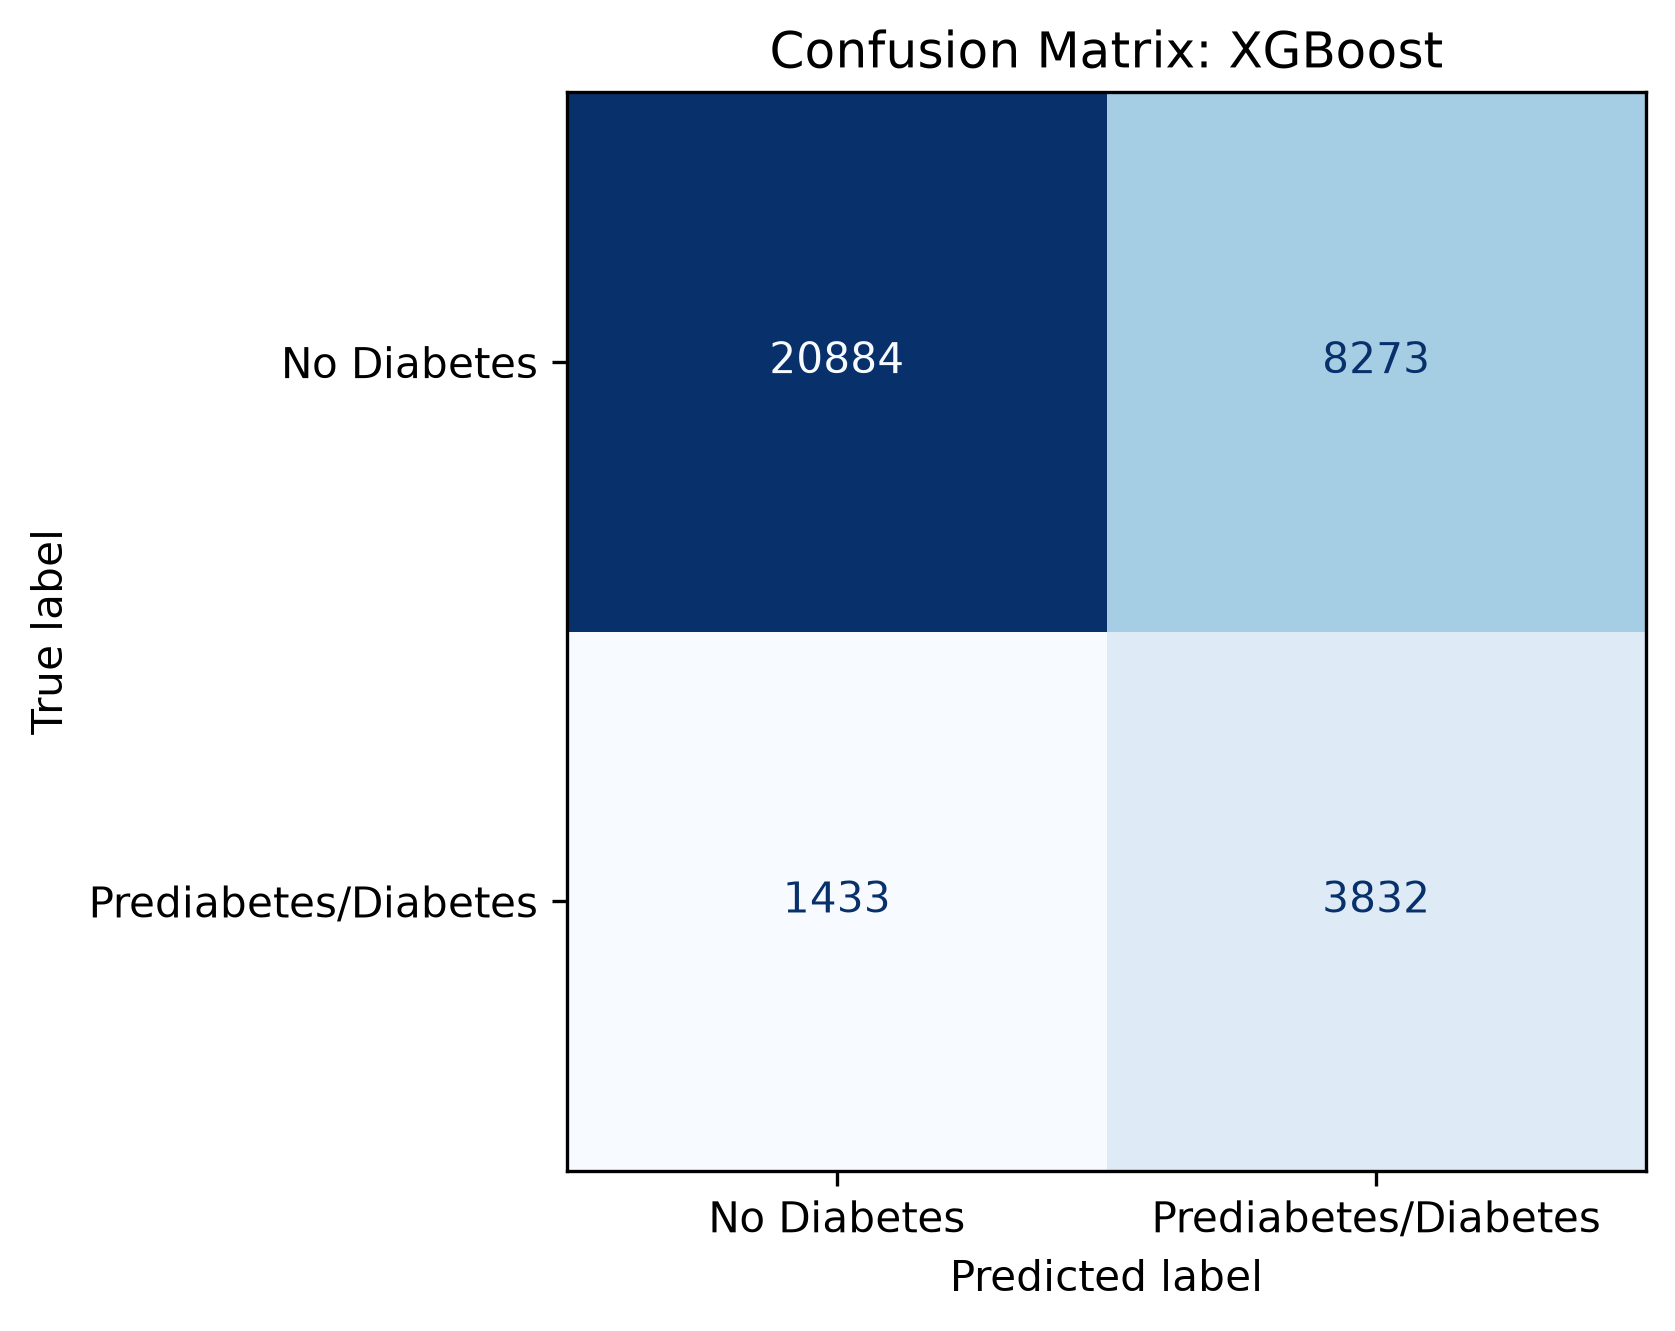 Confusion Matrix: XGBoost
True label
No Diabetes
20884
8273
Prediabetes/Diabetes
1433
3832
No Diabetes
Prediabetes/Diabetes
Predicted label